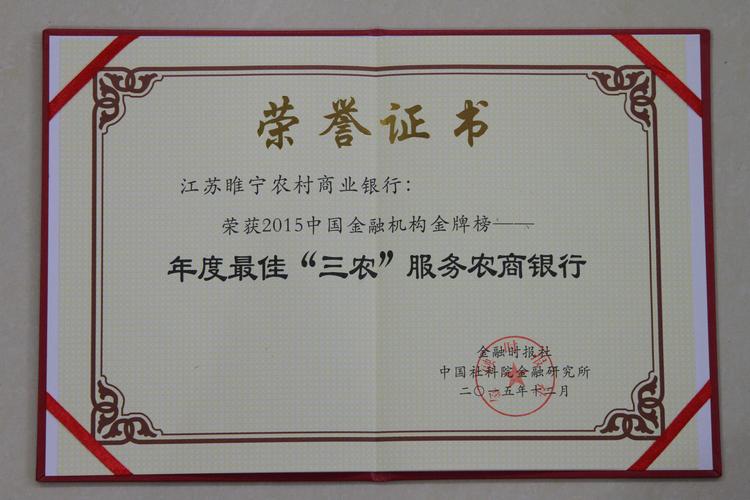 荣誉证书
江苏睢宁农村商业银行：
荣获2015中国金融机构金牌榜——
年度最佳“三农”服务农商银行
金融时报社
中国社科院金融研究所
二〇一五年十二月